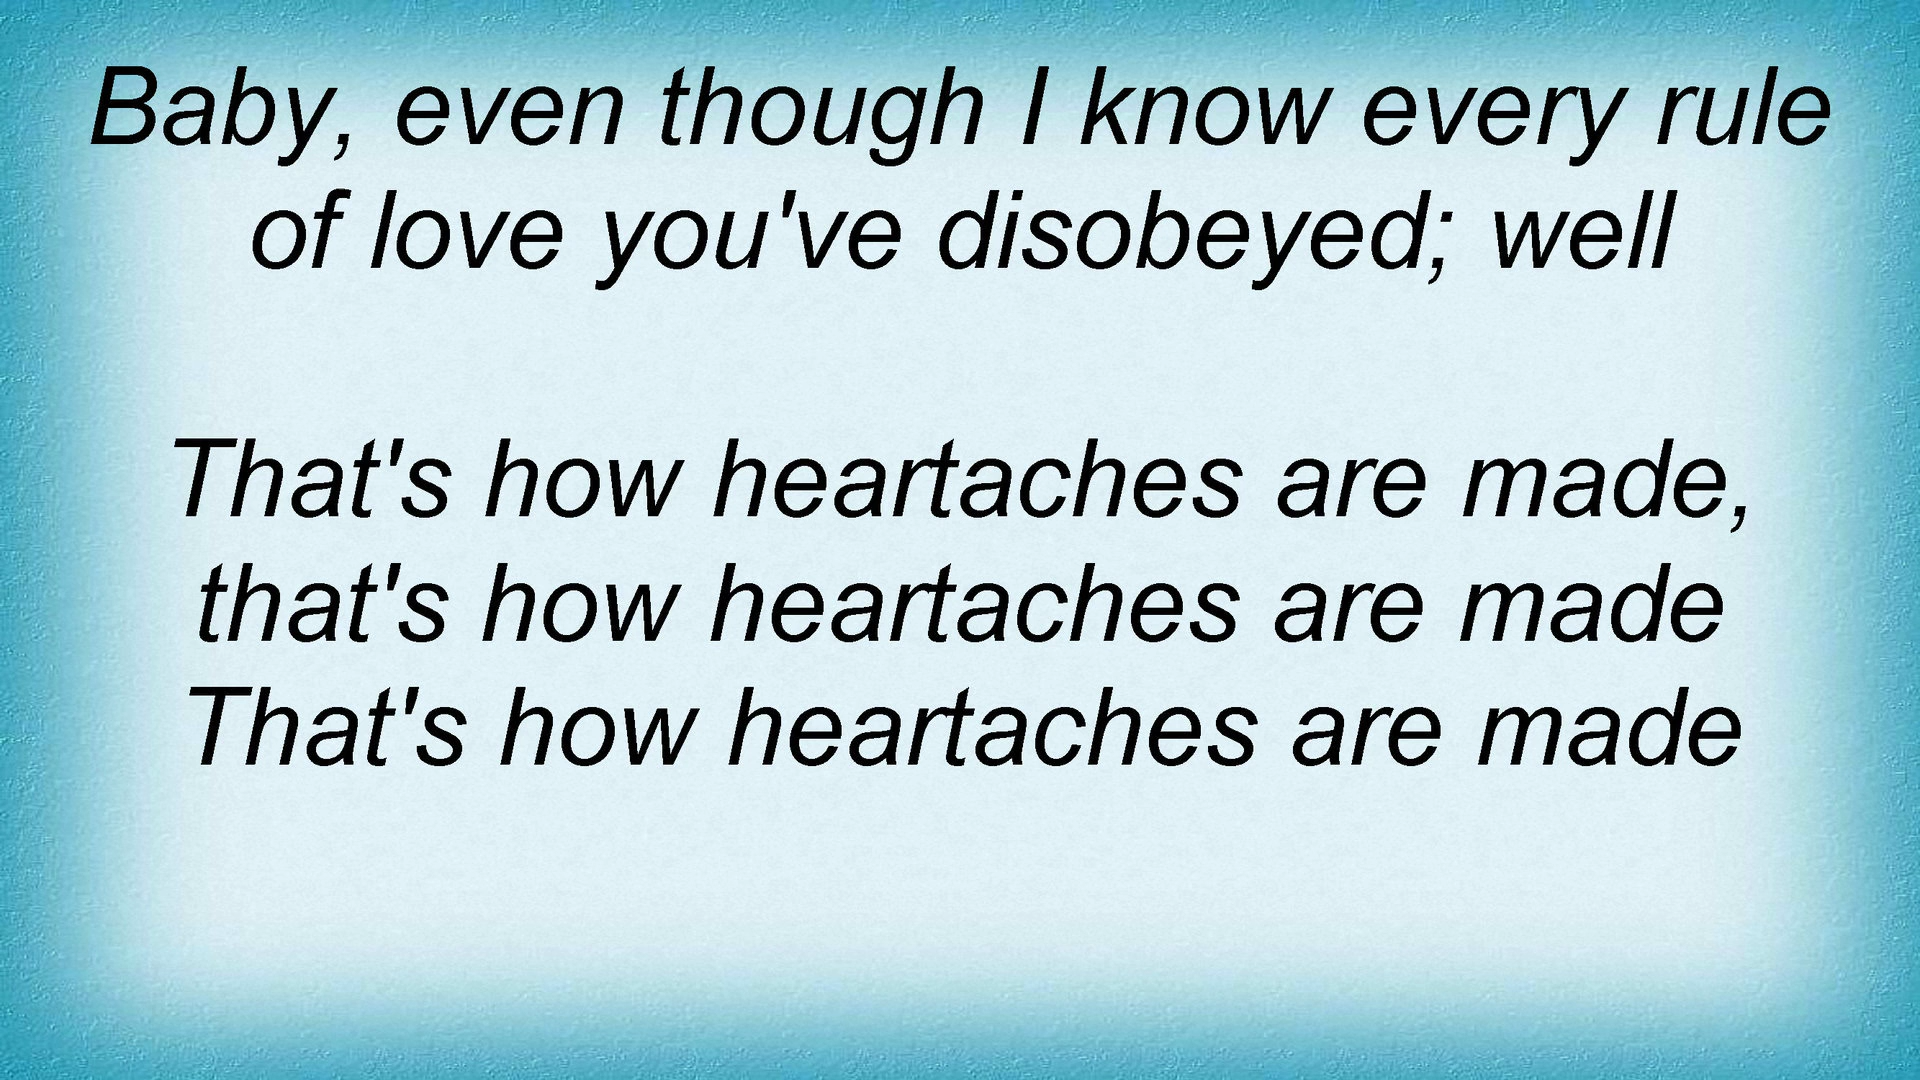 Baby, even though I know every rule
of love you've disobeyed; well
That's how heartaches are made,
that's how heartaches are made
That's how heartaches are made